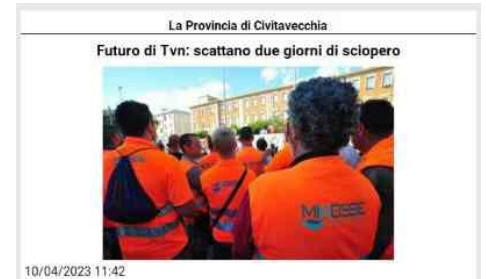 La Provincia di Civitavecchia
Futuro di Tvn: scattano due giorni di sciopero
10/04/2023 11:42